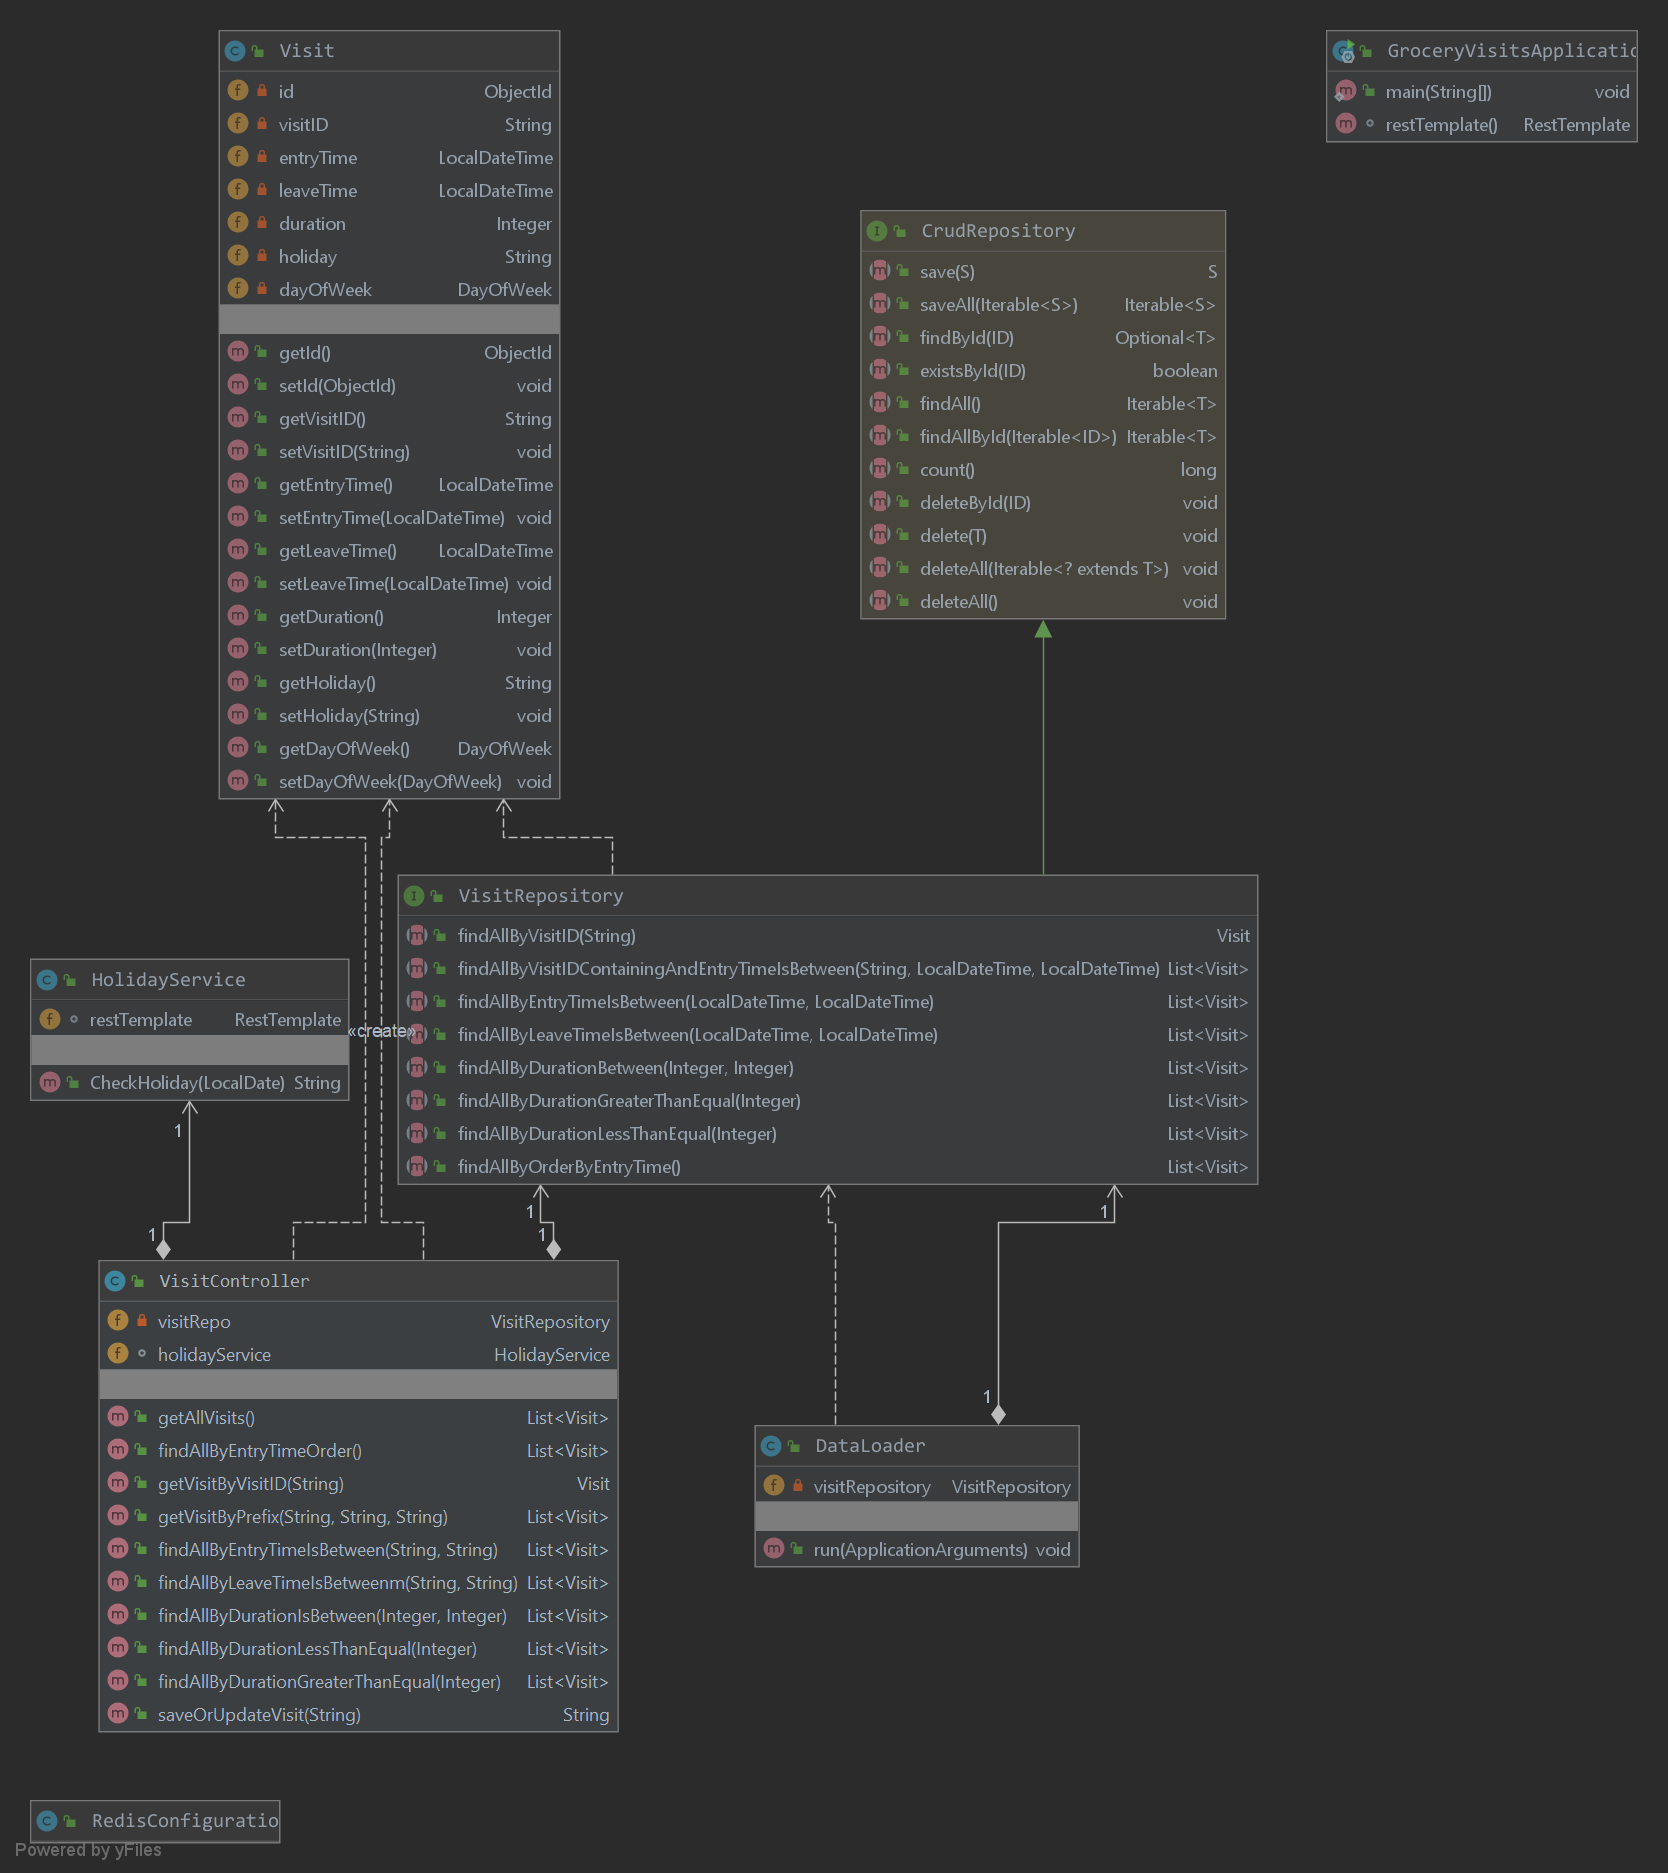 Visit
id ObjectId
visitID String
entryTime LocalDateTime
leaveTime LocalDateTime
duration Integer
holiday String
dayOfWeek DayOfWeek
getId() ObjectId
setId(ObjectId) void
getVisitID() String
setVisitID(String) void
getEntryTime() LocalDateTime
setEntryTime(LocalDateTime) void
getLeaveTime() LocalDateTime
setLeaveTime(LocalDateTime) void
getDuration() Integer
setDuration(Integer) void
getHoliday() String
setHoliday(String) void
getDayOfWeek() DayOfWeek
setDayOfWeek(DayOfWeek) void
GroceryVisitsApplicatio
main(String[]) void
restTemplate() RestTemplate
CrudRepository
save(S) S
saveAll(Iterable<S>) Iterable<S>
findById(ID) Optional<T>
existsById(ID) boolean
findAll() Iterable<T>
findAllById(Iterable<ID>) Iterable<T>
count() long
deleteById(ID) void
delete(T) void
deleteAll(Iterable<? extends T>) void
deleteAll() void
VisitRepository
findAllByVisitID(String) Visit
findAllByVisitIDContainingAndEntryTimeIsBetween(String, LocalDateTime, LocalDateTime) List<Visit>
findAllByEntryTimeIsBetween(LocalDateTime, LocalDateTime) List<Visit>
findAllByLeaveTimeIsBetween(LocalDateTime, LocalDateTime) List<Visit>
findAllByDurationBetween(Integer, Integer) List<Visit>
findAllByDurationGreaterThanEqual(Integer) List<Visit>
findAllByDurationLessThanEqual(Integer) List<Visit>
findAllByOrderByEntryTime() List<Visit>
HolidayService
restTemplate RestTemplate
CheckHoliday(LocalDate) String
«create»
1
1
1
1
1
1
VisitController
visitRepo VisitRepository
holidayService HolidayService
getAllVisits() List<Visit>
findAllByEntryTimeOrder() List<Visit>
getVisitByVisitID(String) Visit
getVisitByPrefix(String, String, String) List<Visit>
findAllByEntryTimeIsBetween(String, String) List<Visit>
findAllByLeaveTimeIsBetweenm(String, String) List<Visit>
findAllByDurationIsBetween(Integer, Integer) List<Visit>
findAllByDurationLessThanEqual(Integer) List<Visit>
findAllByDurationGreaterThanEqual(Integer) List<Visit>
saveOrUpdateVisit(String) String
DataLoader
visitRepository VisitRepository
run(ApplicationArguments) void
RedisConfiguratio
Powered by yFiles